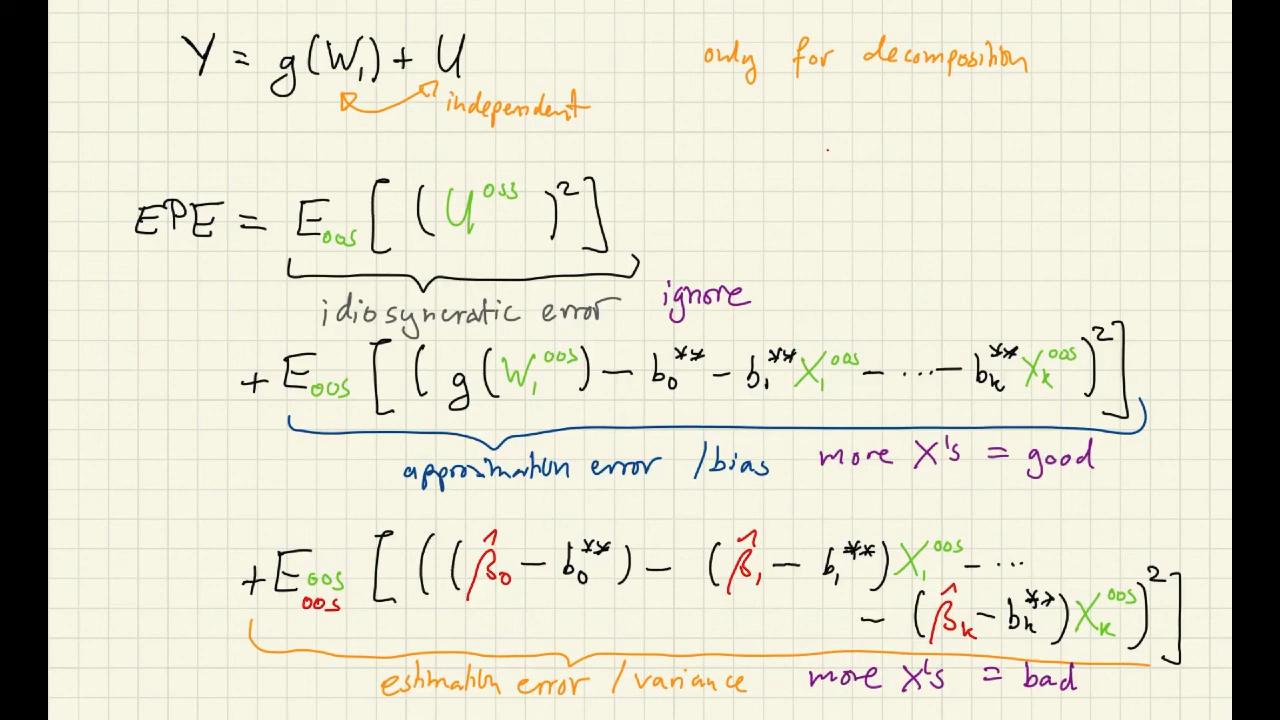 Y = g(W₁) + U
only for decomposition
independent
EPE = E_oos [ ( U^oss )² ]
idiosyncratic error ignore
+ E_oos [ ( g(W₁^oos) − b₀^** − b₁^** X₁^oos − ... − b_k^** X_k^oos )² ]
approximation error /bias more X's = good
+ E_oos oos [ ( ( β̂₀ − b₀^** ) − ( β̂₁ − b₁^** ) X₁^oos − ...
− ( β̂_k − b_k^** ) X_k^oos )² ]
estimation error /variance more X's = bad